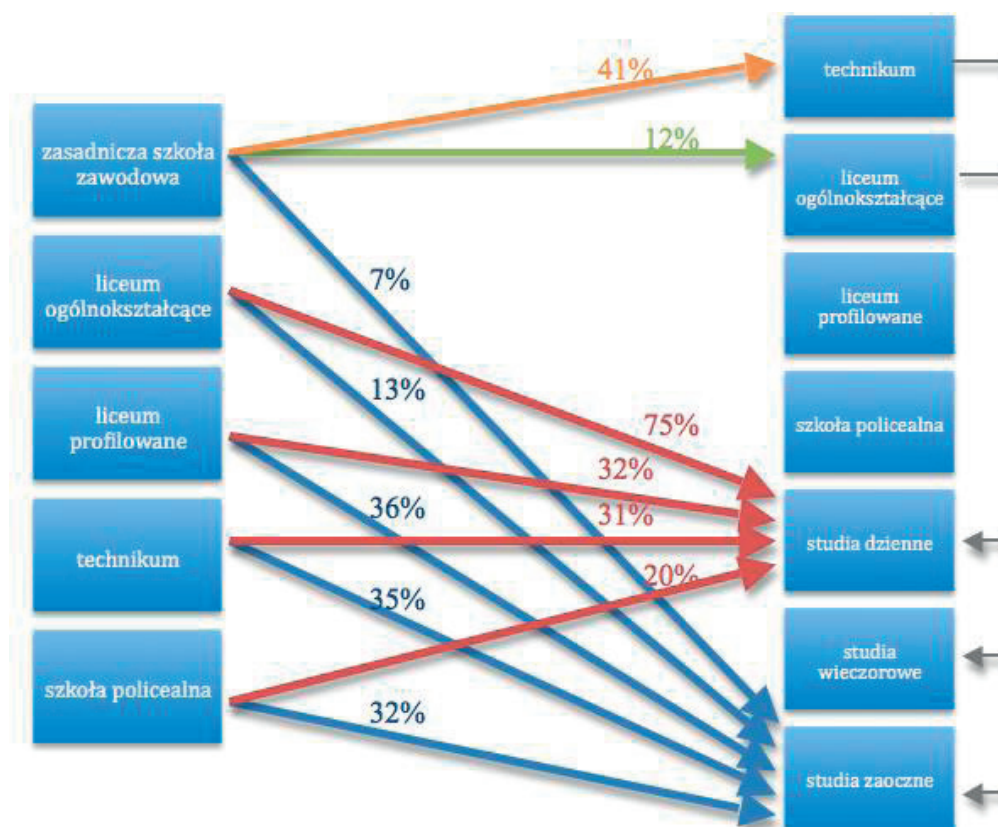 zasadnicza szkoła
zawodowa
liceum
ogólnokształcące
liceum
profilowane
technikum
szkoła policealna
41%
12%
7%
13%
75%
32%
36%
31%
35%
20%
32%
technikum
liceum
ogólnokształcące
liceum
profilowane
szkoła policealna
studia dzienne
studia
wieczorowe
studia zaoczne